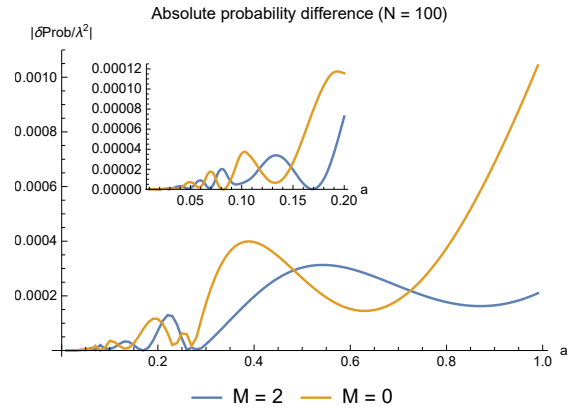 Absolute probability difference (N = 100)
|δProb/λ²|
0.0010
0.0008
0.0006
0.0004
0.0002
0.00012
0.00010
0.00008
0.00006
0.00004
0.00002
0.00000
0.05 0.10 0.15 0.20 a
0.2 0.4 0.6 0.8 1.0 a
M = 2 M = 0